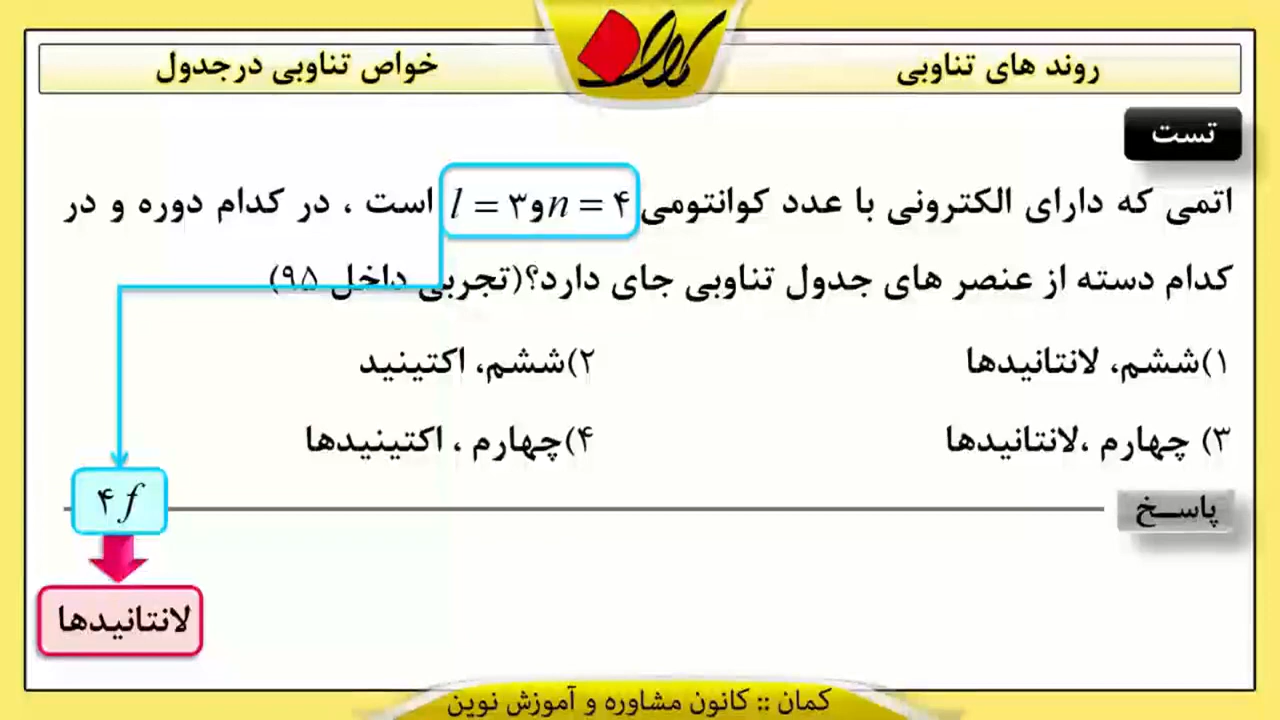 روند های تناوبی
کمان
خواص تناوبی درجدول
تست
اتمی که دارای الکترونی با عدد کوانتومی n = ۴ و l = ۳ است ، در کدام دوره و در
کدام دسته از عنصر های جدول تناوبی جای دارد؟(تجربی داخل ۹۵)
۱)ششم، لانتانیدها
۲)ششم، اکتینید
۳) چهارم ،لانتانیدها
۴)چهارم ، اکتینیدها
۴f
پاســخ
لانتانیدها
کمان :: کانون مشاوره و آموزش نوین